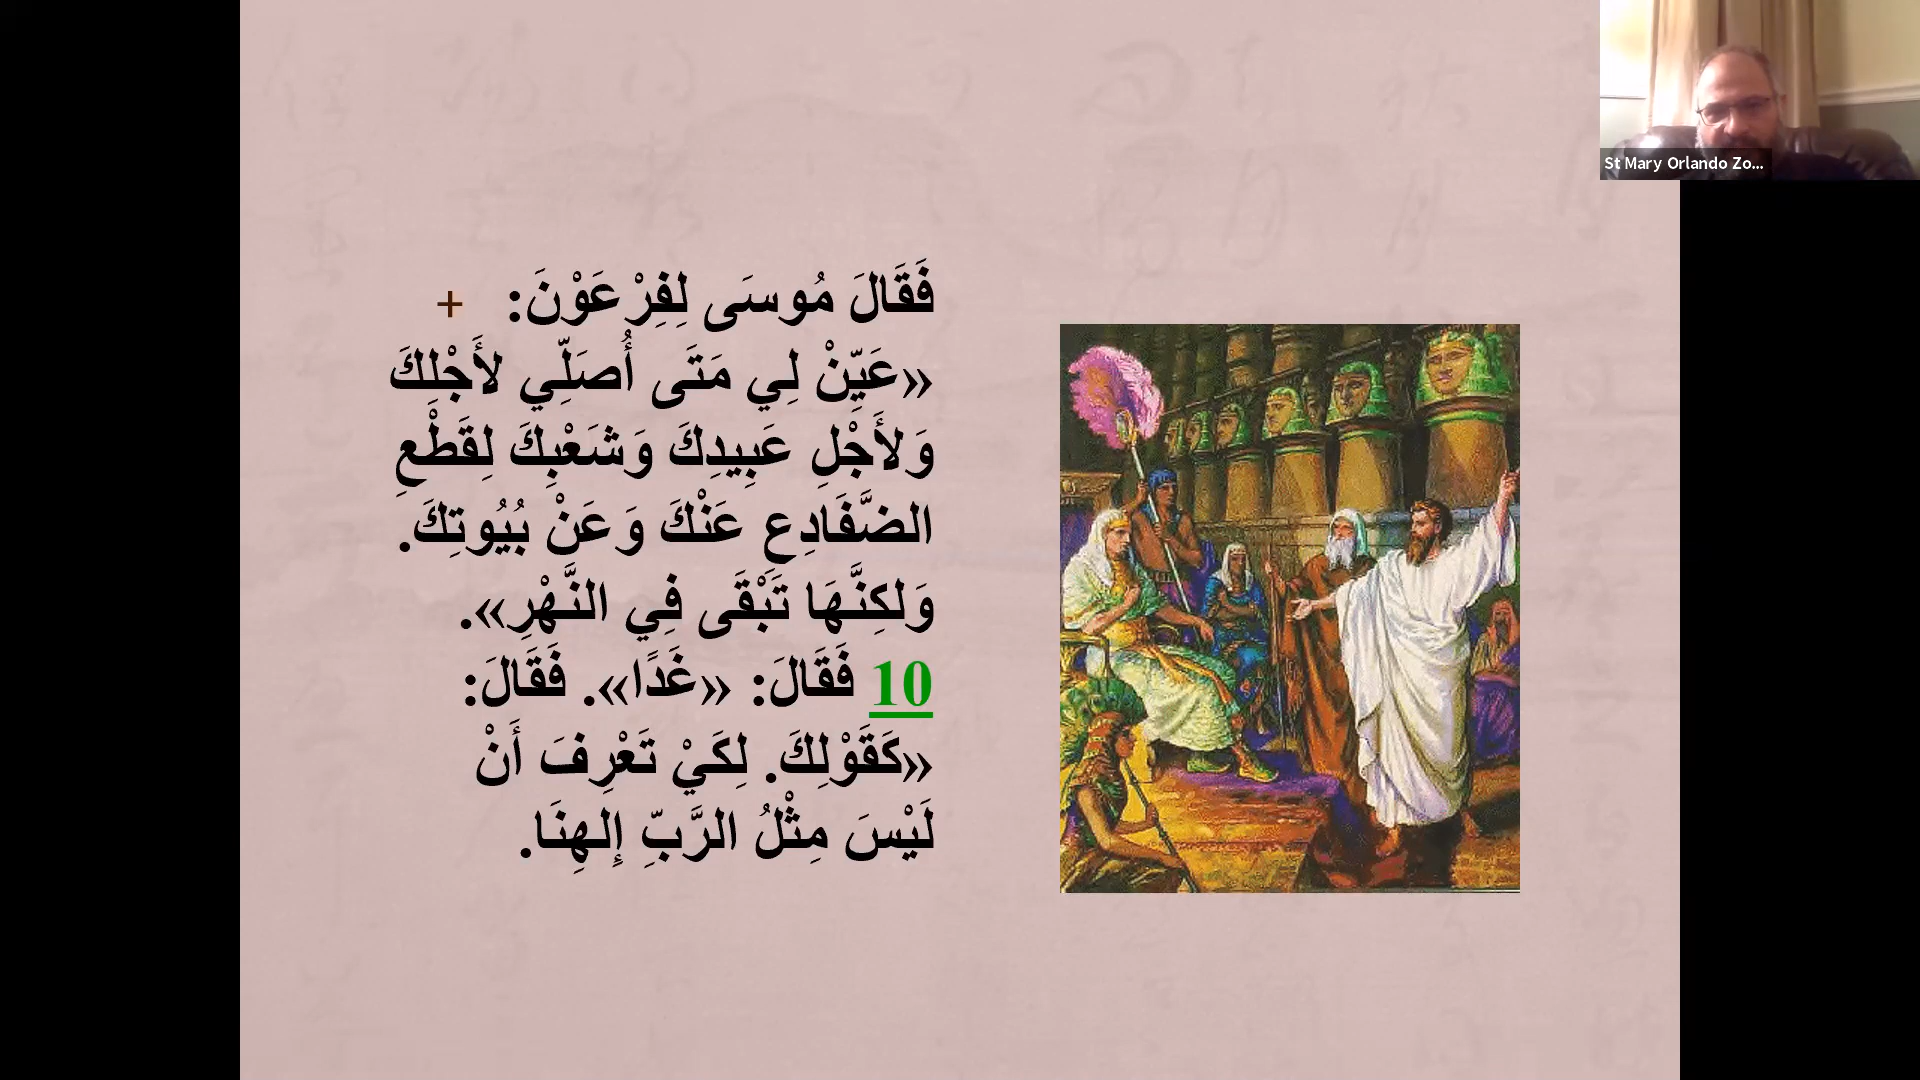 St Mary Orlando Zo...
+ فَقَالَ مُوسَى لِفِرْعَوْنَ:
«عَيِّنْ لِي مَتَى أُصَلِّي لأَجْلِكَ
وَلأَجْلِ عَبِيدِكَ وَشَعْبِكَ لِقَطْعِ
الضَّفَادِعِ عَنْكَ وَعَنْ بُيُوتِكَ.
وَلكِنَّهَا تَبْقَى فِي النَّهْرِ».
10 فَقَالَ: «غَدًا». فَقَالَ:
«كَقَوْلِكَ. لِكَيْ تَعْرِفَ أَنْ
لَيْسَ مِثْلُ الرَّبِّ إِلهِنَا.